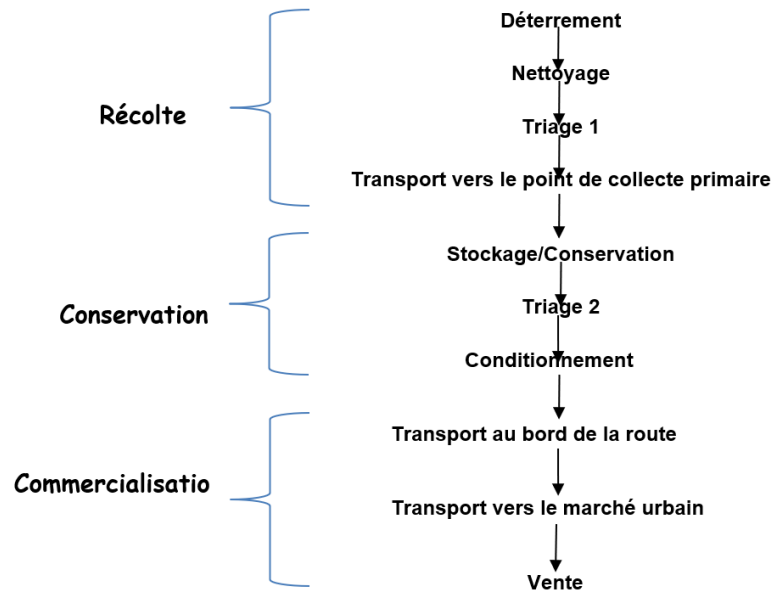 Déterrement
Nettoyage
Récolte
Triage 1
Transport vers le point de collecte primaire
Stockage/Conservation
Conservation
Triage 2
Conditionnement
Transport au bord de la route
Commercialisatio
Transport vers le marché urbain
Vente